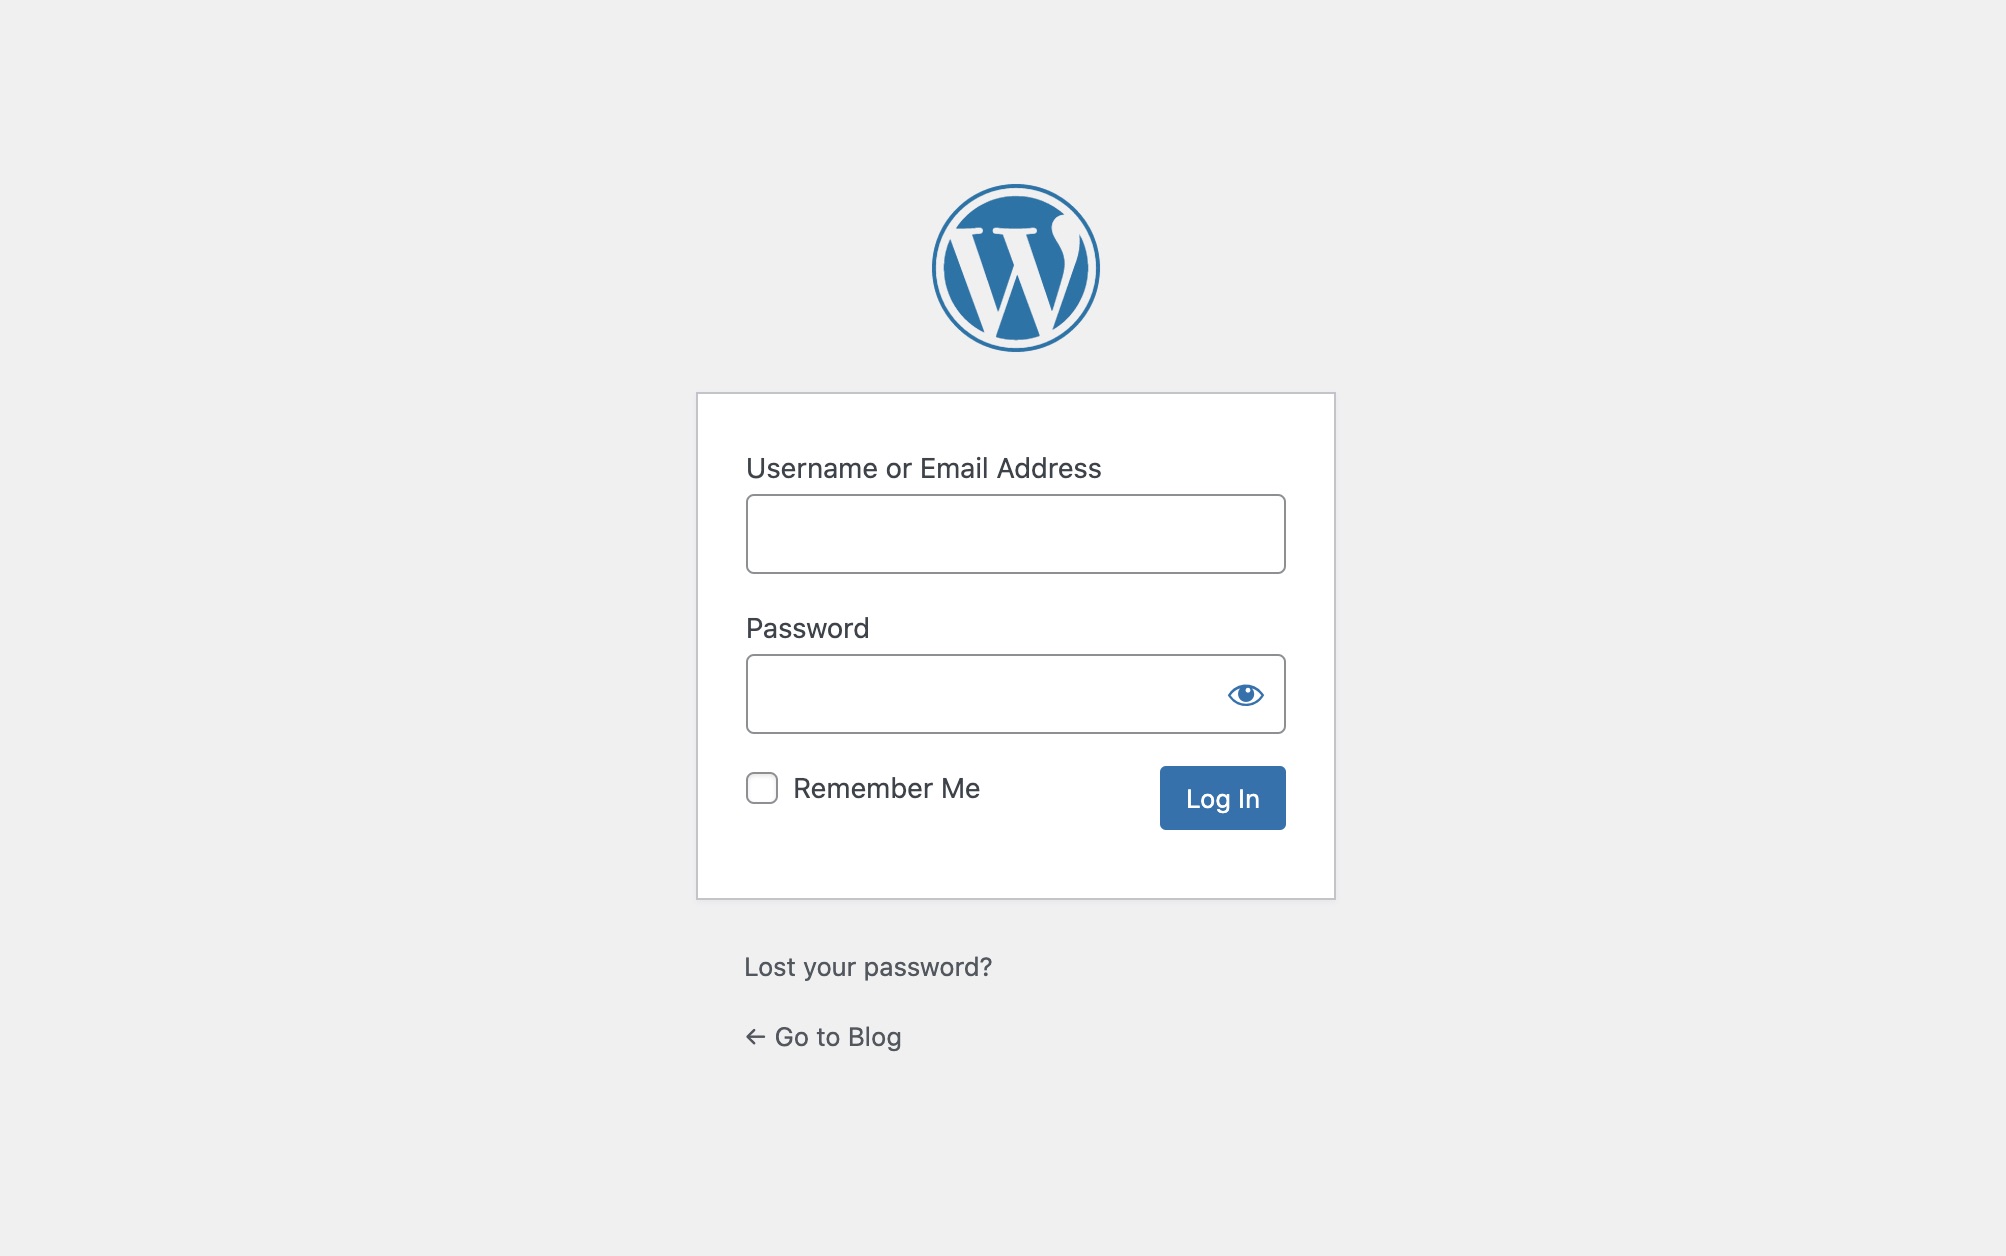 Username or Email Address
Password
Remember Me
Log In
Lost your password?
← Go to Blog